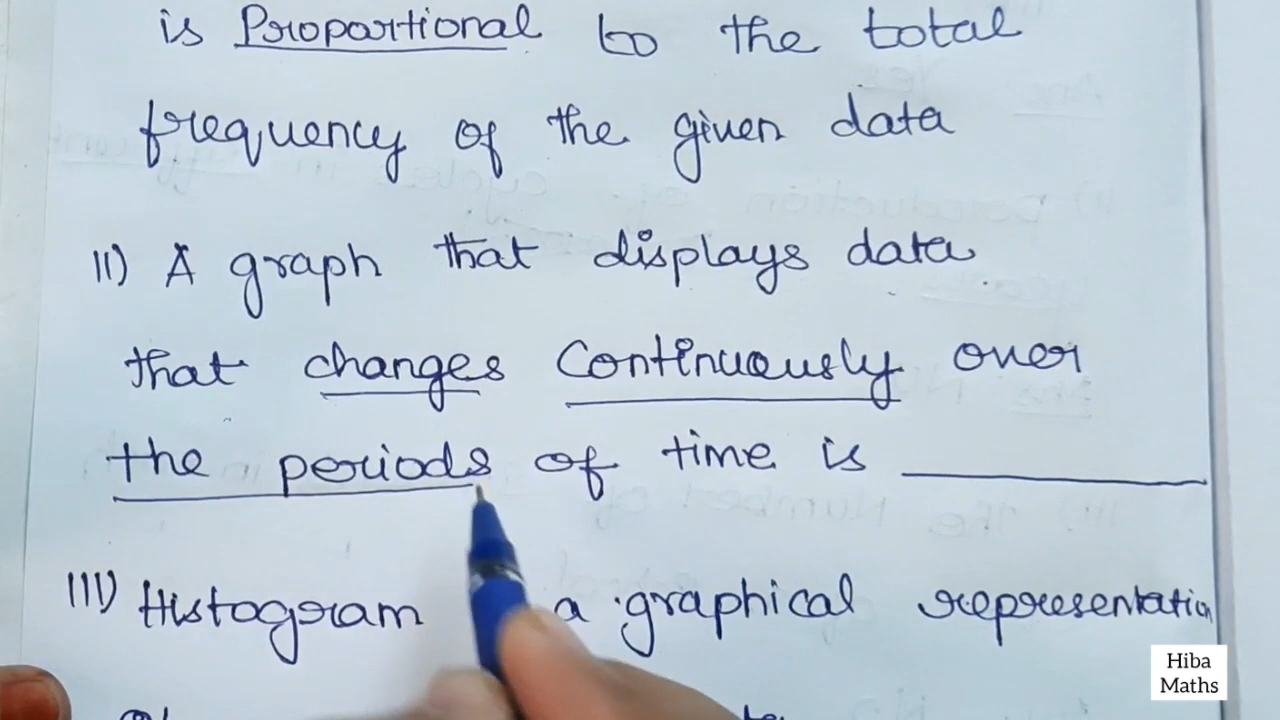 is Proportional to the total
frequency of the given data
II) A graph that displays data
that changes Continuously over
the periods of time is
III) Histogram a graphical representation
Hiba
Maths